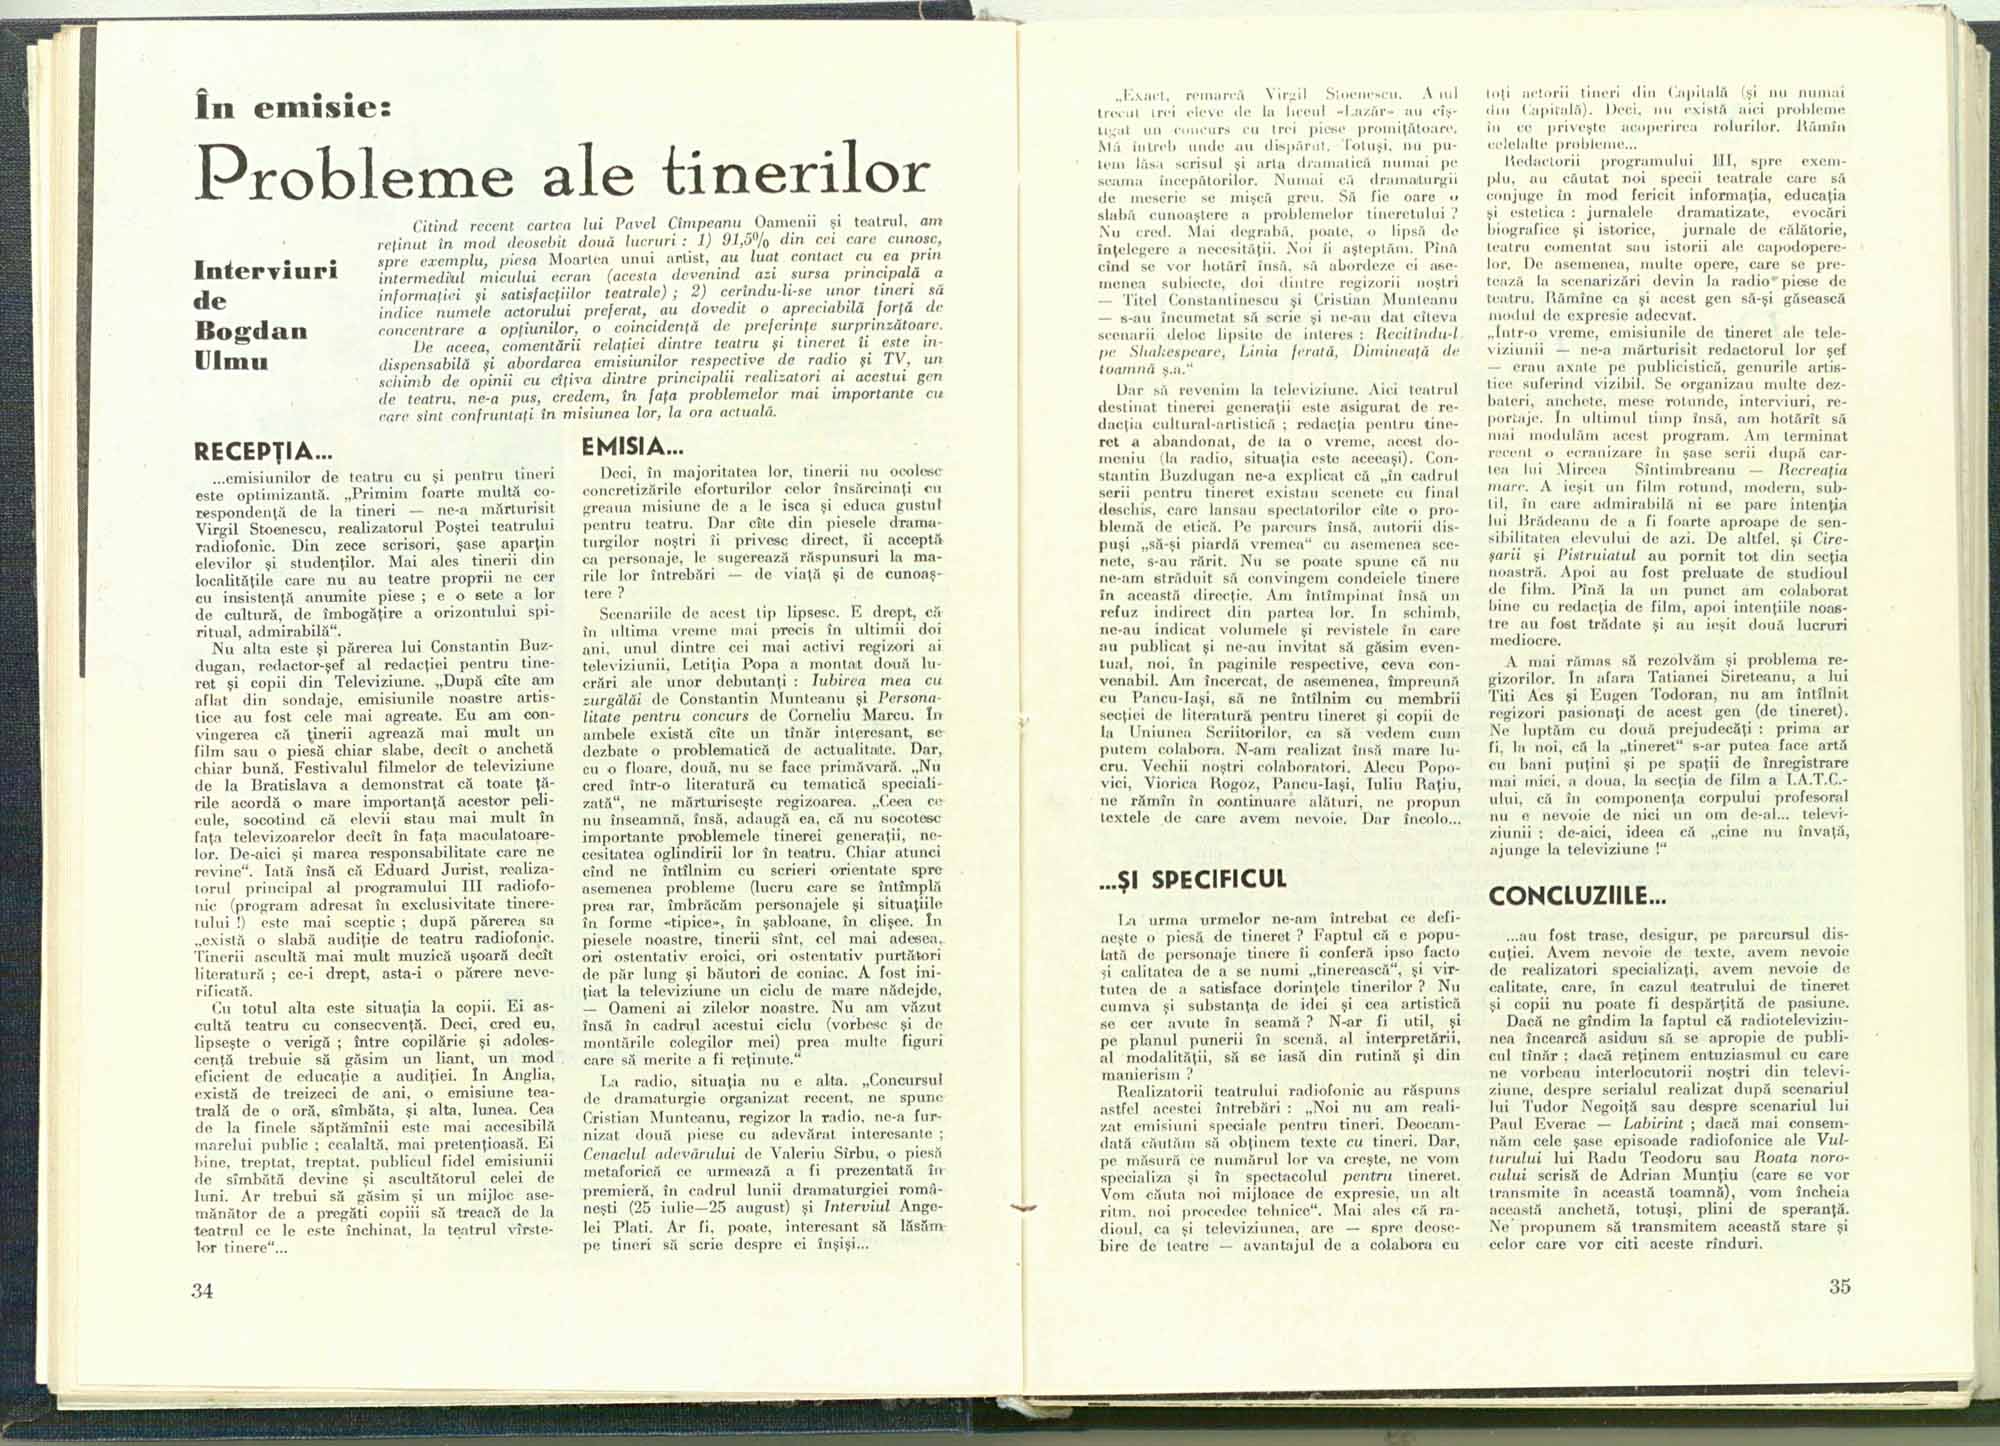 În emisie:
Probleme ale tinerilor
Interviuri
de
Bogdan
Ulmu
Citind recent cartea lui Pavel Cîmpeanu Oamenii și teatrul, am
reținut în mod deosebit două lucruri : 1) 91,5% din cei care cunosc,
spre exemplu, piesa Moartea unui artist, au luat contact cu ea prin
intermediul micului ecran (acesta devenind azi sursa principală a
informației și satisfacțiilor teatrale) ; 2) cerîndu-li-se unor tineri să
indice numele actorului preferat, au dovedit o apreciabilă forță de
concentrare a opțiunilor, o coincidență de preferințe surprinzătoare.
De aceea, comentării relației dintre teatru și tineret îi este in-
dispensabilă și abordarea emisiunilor respective de radio și TV, un
schimb de opinii cu cîțiva dintre principalii realizatori ai acestui gen
de teatru, ne-a pus, credem, în fața problemelor mai importante cu
care sint confruntați în misiunea lor, la ora actuală.
RECEPȚIA...
...emisiunilor de teatru cu și pentru tineri
este optimizantă. „Primim foarte multă co-
respondență de la tineri — ne-a mărturisit
Virgil Stoenescu, realizatorul Poștei teatrului
radiofonic. Din zece scrisori, șase aparțin
elevilor și studenților. Mai ales tinerii din
localitățile care nu au teatre proprii ne cer
cu insistență anumite piese ; e o sete a lor
de cultură, de îmbogățire a orizontului spi-
ritual, admirabilă“.
Nu alta este și părerea lui Constantin Buz-
dugan, redactor-șef al redacției pentru tine-
ret și copii din Televiziune. „După cîte am
aflat din sondaje, emisiunile noastre artis-
tice au fost cele mai agreate. Eu am con-
vingerea că tinerii agrează mai mult un
film sau o piesă chiar slabe, decît o anchetă
chiar bună. Festivalul filmelor de televiziune
de la Bratislava a demonstrat că toate ță-
rile acordă o mare importanță acestor peli-
cule, socotind că elevii stau mai mult în
fața televizoarelor decît în fața maculatoare-
lor. De-aici și marea responsabilitate care ne
revine“. Iată însă că Eduard Jurist, realiza-
torul principal al programului III radiofo-
nic (program adresat în exclusivitate tinere-
tului !) este mai sceptic ; după părerea sa
„există o slabă audiție de teatru radiofonic.
Tinerii ascultă mai mult muzică ușoară decît
literatură ; ce-i drept, asta-i o părere neve-
rificată.
Cu totul alta este situația la copii. Ei as-
cultă teatru cu consecvență. Deci, cred eu,
lipsește o verigă ; între copilărie și adoles-
cență trebuie să găsim un liant, un mod
eficient de educație a audiției. In Anglia,
există de treizeci de ani, o emisiune tea-
trală de o oră, sîmbăta, și alta, lunea. Cea
de la finele săptămînii este mai accesibilă
marelui public ; cealaltă, mai pretențioasă. Ei
bine, treptat, treptat, publicul fidel emisiunii
de sîmbătă devine și ascultătorul celei de
luni. Ar trebui să găsim și un mijloc ase-
mănător de a pregăti copiii să treacă de la
teatrul ce le este închinat, la teatrul vîrste-
lor tinere“...
34
EMISIA...
Deci, în majoritatea lor, tinerii nu ocolesc
concretizările eforturilor celor însărcinați cu
greaua misiune de a le isca și educa gustul
pentru teatru. Dar cîte din piesele drama-
turgilor noștri îi privesc direct, îi acceptă
ca personaje, le sugerează răspunsuri la ma-
rile lor întrebări — de viață și de cunoaș-
tere ?
Scenariile de acest tip lipsesc. E drept, că
în ultima vreme mai precis în ultimii doi
ani, unul dintre cei mai activi regizori ai
televiziunii, Letiția Popa a montat două lu-
crări ale unor debutanți : Iubirea mea cu
zurgălăi de Constantin Munteanu și Persona-
litate pentru concurs de Corneliu Marcu. In
ambele există cîte un tînăr interesant, se
dezbate o problematică de actualitate. Dar,
cu o floare, două, nu se face primăvară. „Nu
cred într-o literatură cu tematică speciali-
zată“, ne mărturisește regizoarea. „Ceea ce
nu înseamnă, însă, adaugă ea, că nu socotesc
importante problemele tinerei generații, ne-
cesitatea oglindirii lor în teatru. Chiar atunci
cînd ne întîlnim cu scrieri orientate spre
asemenea probleme (lucru care se întîmplă
prea rar, îmbrăcăm personajele și situațiile
în forme «tipice», în șabloane, în clișee. În
piesele noastre, tinerii sînt, cel mai adesea,
ori ostentativ eroici, ori ostentativ purtători
de păr lung și băutori de coniac. A fost ini-
țiat la televiziune un ciclu de mare nădejde,
— Oameni ai zilelor noastre. Nu am văzut
însă în cadrul acestui ciclu (vorbesc și de
montările colegilor mei) prea multe figuri
care să merite a fi reținute.“
La radio, situația nu e alta. „Concursul
de dramaturgie organizat recent, ne spune
Cristian Munteanu, regizor la radio, ne-a fur-
nizat două piese cu adevărat interesante ;
Cenaclul adevărului de Valeriu Sîrbu, o piesă
metaforică ce urmează a fi prezentată în
premieră, în cadrul lunii dramaturgiei româ-
nești (25 iulie—25 august) și Interviul Ange-
lei Plati. Ar fi, poate, interesant să lăsăm
pe tineri să scrie despre ei înșiși...
„Exact, remarcă Virgil Stoenescu. Anul
trecut trei eleve de la liceul «Lazăr» au cîș-
tigat un concurs cu trei piese promițătoare.
Mă întreb unde au dispărut. Totuși, nu pu-
tem lăsa scrisul și arta dramatică numai pe
seama începătorilor. Numai că dramaturgii
de meserie se mișcă greu. Să fie oare o
slabă cunoaștere a problemelor tineretului ?
Nu cred. Mai degrabă, poate, o lipsă de
înțelegere a necesității. Noi îi așteptăm. Pînă
cînd se vor hotărî însă, să abordeze ei ase-
menea subiecte, doi dintre regizorii noștri
— Titel Constantinescu și Cristian Munteanu
— s-au încumetat să scrie și ne-au dat cîteva
scenarii deloc lipsite de interes : Recitindu-l
pe Shakespeare, Linia ferată, Dimineață de
toamnă ș.a.“
Dar să revenim la televiziune. Aici teatrul
destinat tinerei generații este asigurat de re-
dacția cultural-artistică ; redacția pentru tine-
ret a abandonat, de la o vreme, acest do-
meniu (la radio, situația este aceeași). Con-
stantin Buzdugan ne-a explicat că „în cadrul
serii pentru tineret existau scenete cu final
deschis, care lansau spectatorilor cîte o pro-
blemă de etică. Pe parcurs însă, autorii dis-
puși „să-și piardă vremea“ cu asemenea sce-
nete, s-au rărit. Nu se poate spune că nu
ne-am străduit să convingem condeiele tinere
în această direcție. Am întîmpinat însă un
refuz indirect din partea lor. In schimb,
ne-au indicat volumele și revistele în care
au publicat și ne-au invitat să găsim even-
tual, noi, în paginile respective, ceva con-
venabil. Am încercat, de asemenea, împreună
cu Pancu-Iași, să ne întîlnim cu membrii
secției de literatură pentru tineret și copii de
la Uniunea Scriitorilor, ca să vedem cum
putem colabora. N-am realizat însă mare lu-
cru. Vechii noștri colaboratori, Alecu Popo-
vici, Viorica Rogoz, Pancu-Iași, Iuliu Rațiu,
ne rămîn în continuare alături, ne propun
textele de care avem nevoie. Dar încolo...
...ȘI SPECIFICUL
La urma urmelor ne-am întrebat ce defi-
nește o piesă de tineret ? Faptul că e popu-
lată de personaje tinere îi conferă ipso facto
și calitatea de a se numi „tinerească“, și vir-
tutea de a satisface dorințele tinerilor ? Nu
cumva și substanța de idei și cea artistică
se cer avute în seamă ? N-ar fi util, și
pe planul punerii în scenă, al interpretării,
al modalității, să se iasă din rutină și din
manierism ?
Realizatorii teatrului radiofonic au răspuns
astfel acestei întrebări : „Noi nu am reali-
zat emisiuni speciale pentru tineri. Deocam-
dată căutăm să obținem texte cu tineri. Dar,
pe măsură ce numărul lor va crește, ne vom
specializa și în spectacolul pentru tineret.
Vom căuta noi mijloace de expresie, un alt
ritm, noi procedee tehnice“. Mai ales că ra-
dioul, ca și televiziunea, are — spre deose-
bire de teatre — avantajul de a colabora cu
toți actorii tineri din Capitală (și nu numai
din Capitală). Deci, nu există aici probleme
în ce privește acoperirea rolurilor. Rămîn
celelalte probleme...
Redactorii programului III, spre exem-
plu, au căutat noi specii teatrale care să
conjuge în mod fericit informația, educația
și estetica : jurnalele dramatizate, evocări
biografice și istorice, jurnale de călătorie,
teatru comentat sau istorii ale capodopere-
lor. De asemenea, multe opere, care se pre-
tează la scenarizări devin la radio piese de
teatru. Rămîne ca și acest gen să-și găsească
modul de expresie adecvat.
„Intr-o vreme, emisiunile de tineret ale tele-
viziunii — ne-a mărturisit redactorul lor șef
— erau axate pe publicistică, genurile artis-
tice suferind vizibil. Se organizau multe dez-
bateri, anchete, mese rotunde, interviuri, re-
portaje. In ultimul timp însă, am hotărît să
mai modulăm acest program. Am terminat
recent o ecranizare în șase serii după car-
tea lui Mircea Sîntimbreanu — Recreația
mare. A ieșit un film rotund, modern, sub-
til, în care admirabilă ni se pare intenția
lui Brădeanu de a fi foarte aproape de sen-
sibilitatea elevului de azi. De altfel, și Cire-
șarii și Pistruiatul au pornit tot din secția
noastră. Apoi au fost preluate de studioul
de film. Pînă la un punct am colaborat
bine cu redacția de film, apoi intențiile noas-
tre au fost trădate și au ieșit două lucruri
mediocre.
A mai rămas să rezolvăm și problema re-
gizorilor. In afara Tatianei Sireteanu, a lui
Titi Acs și Eugen Todoran, nu am întîlnit
regizori pasionați de acest gen (de tineret).
Ne luptăm cu două prejudecăți : prima ar
fi, la noi, că la „tineret“ s-ar putea face artă
cu bani puțini și pe spații de înregistrare
mai mici, a doua, la secția de film a I.A.T.C.-
ului, că în componența corpului profesoral
nu e nevoie de nici un om de-al... televi-
ziunii ; de-aici, ideea că „cine nu învață,
ajunge la televiziune !“
CONCLUZIILE...
...au fost trase, desigur, pe parcursul dis-
cuției. Avem nevoie de texte, avem nevoie
de realizatori specializați, avem nevoie de
calitate, care, în cazul teatrului de tineret
și copii nu poate fi despărțită de pasiune.
Dacă ne gîndim la faptul că radioteleviziu-
nea încearcă asiduu să se apropie de publi-
cul tînăr ; dacă reținem entuziasmul cu care
ne vorbeau interlocutorii noștri din televi-
ziune, despre serialul realizat după scenariul
lui Tudor Negoiță sau despre scenariul lui
Paul Everac — Labirint ; dacă mai consem-
năm cele șase episoade radiofonice ale Vul-
turului lui Radu Teodoru sau Roata noro-
cului scrisă de Adrian Munțiu (care se vor
transmite în această toamnă), vom încheia
această anchetă, totuși, plini de speranță.
Ne propunem să transmitem această stare și
celor care vor citi aceste rînduri.
35